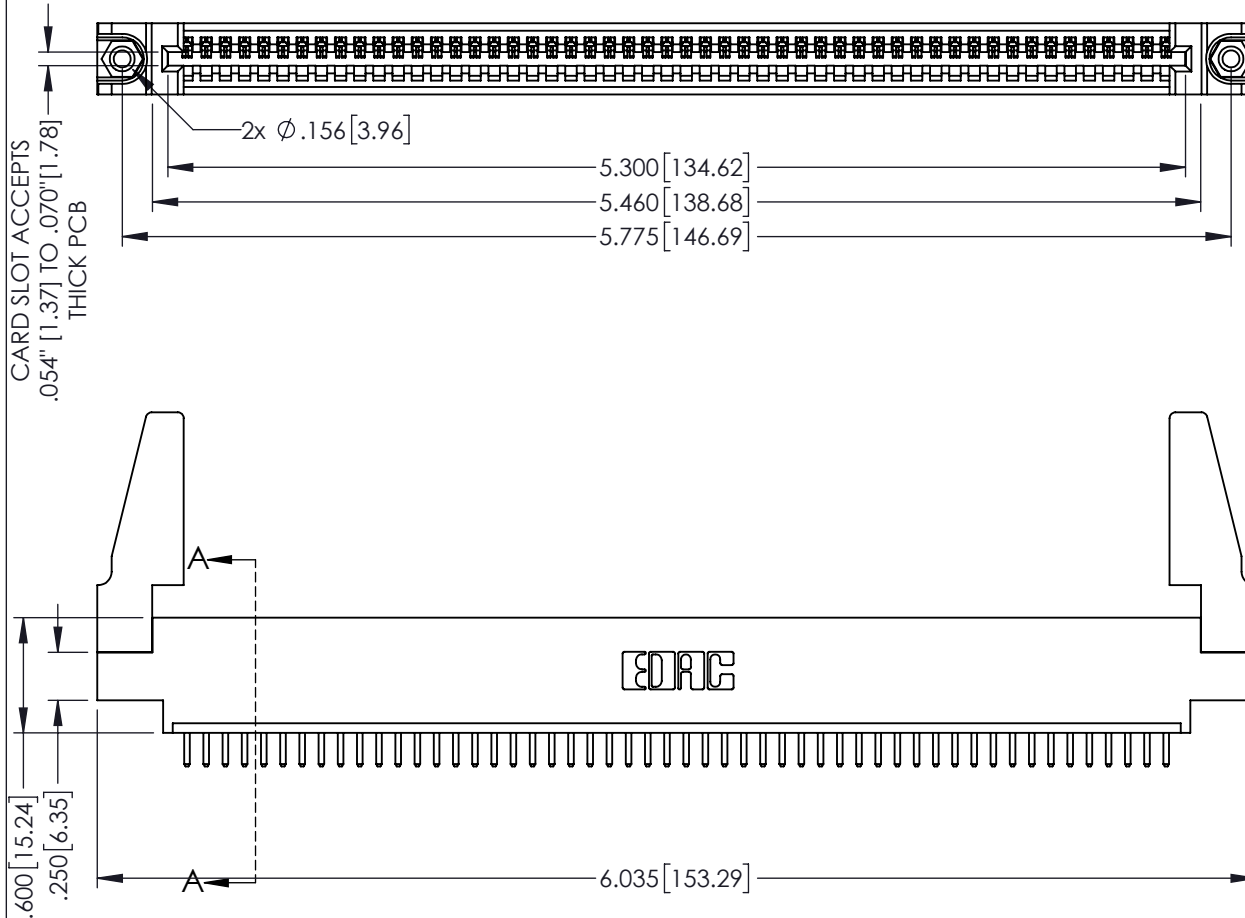 2x ⌀.156[3.96]
5.300[134.62]
5.460[138.68]
5.775[146.69]
CARD SLOT ACCEPTS
.054" [1.37] TO .070"[1.78]
THICK PCB
A
EDAC
.600[15.24]
.250[6.35]
A
6.035[153.29]